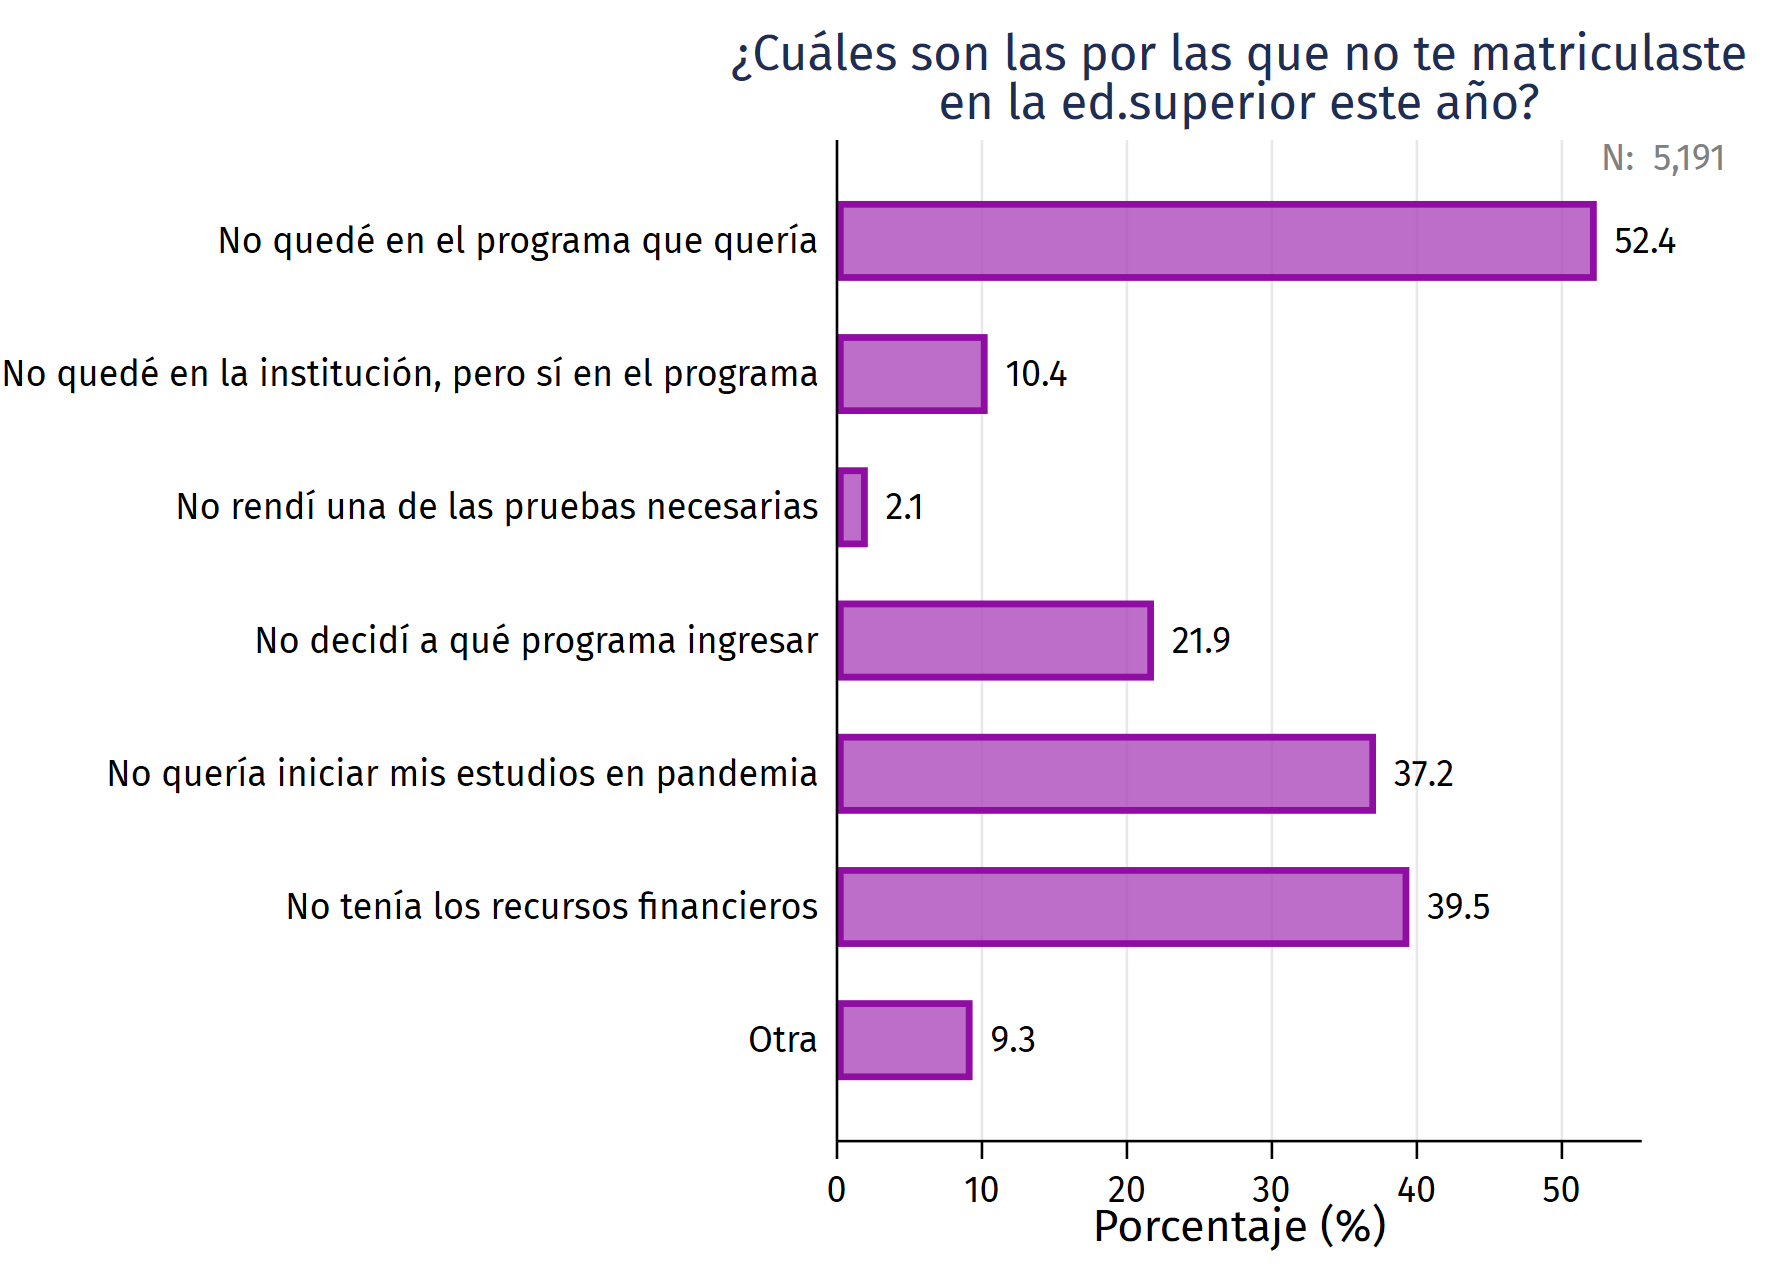 ¿Cuáles son las por las que no te matriculaste
en la ed.superior este año?
N: 5,191
No quedé en el programa que quería 52.4
No quedé en la institución, pero sí en el programa 10.4
No rendí una de las pruebas necesarias 2.1
No decidí a qué programa ingresar 21.9
No quería iniciar mis estudios en pandemia 37.2
No tenía los recursos financieros 39.5
Otra 9.3
0 10 20 30 40 50
Porcentaje (%)